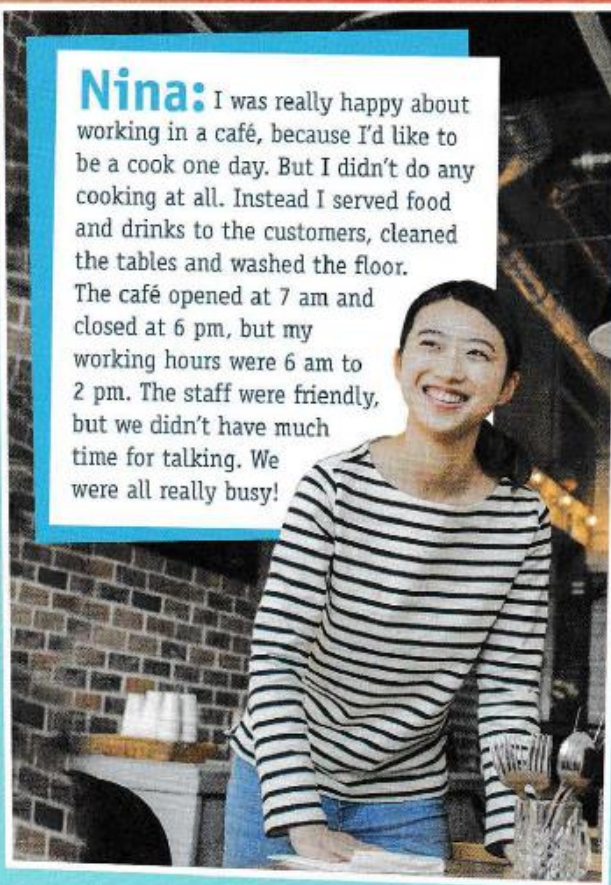 Nina: I was really happy about
working in a café, because I'd like to
be a cook one day. But I didn't do any
cooking at all. Instead I served food
and drinks to the customers, cleaned
the tables and washed the floor.
The café opened at 7 am and
closed at 6 pm, but my
working hours were 6 am to
2 pm. The staff were friendly,
but we didn't have much
time for talking. We
were all really busy!